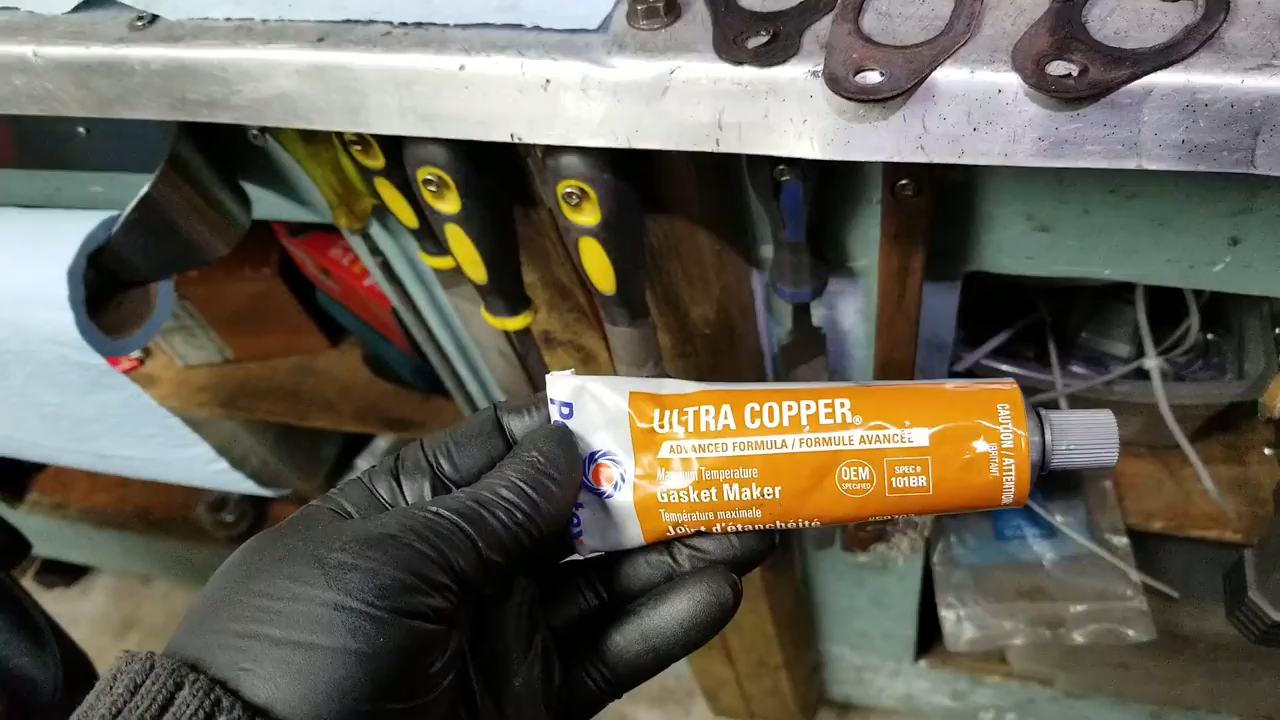 ULTRA COPPER®
ADVANCED FORMULA / FORMULE AVANCÉE
Maximum Temperature
Gasket Maker
Température maximale
Joint d'étanchéité
OEM
SPECIFIED
SPEC #
101BR
CAUTION / ATTENTION
IRRITANT.